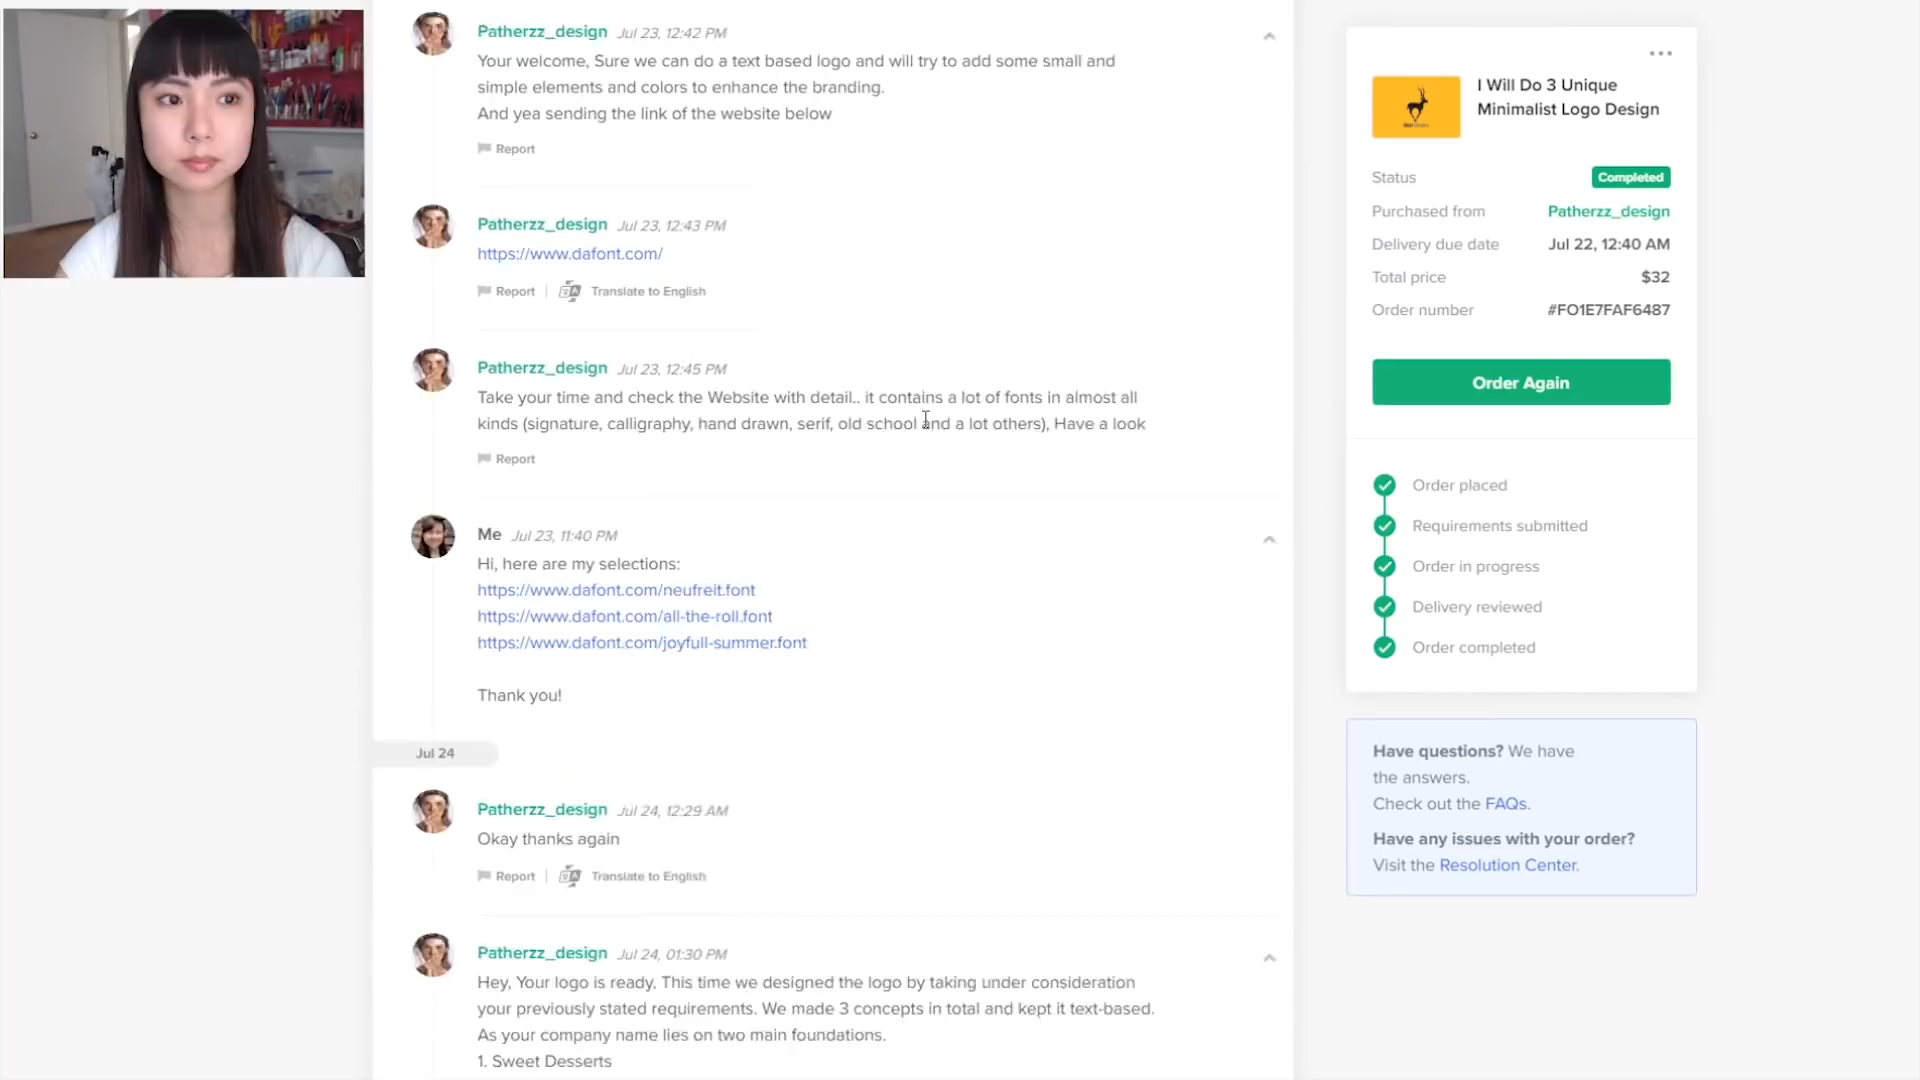 Patherzz_design Jul 23, 12:42 PM
Your welcome, Sure we can do a text based logo and will try to add some small and
simple elements and colors to enhance the branding.
And yea sending the link of the website below
Report
Patherzz_design Jul 23, 12:43 PM
https://www.dafont.com/
Report | Translate to English
Patherzz_design Jul 23, 12:45 PM
Take your time and check the Website with detail.. it contains a lot of fonts in almost all
kinds (signature, calligraphy, hand drawn, serif, old school and a lot others), Have a look
Report
Me Jul 23, 11:40 PM
Hi, here are my selections:
https://www.dafont.com/neufreit.font
https://www.dafont.com/all-the-roll.font
https://www.dafont.com/joyfull-summer.font
Thank you!
Jul 24
Patherzz_design Jul 24, 12:29 AM
Okay thanks again
Report | Translate to English
Patherzz_design Jul 24, 01:30 PM
Hey, Your logo is ready, This time we designed the logo by taking under consideration
your previously stated requirements. We made 3 concepts in total and kept it text-based.
As your company name lies on two main foundations.
1. Sweet Desserts
I Will Do 3 Unique
Minimalist Logo Design
Status Completed
Purchased from Patherzz_design
Delivery due date Jul 22, 12:40 AM
Total price $32
Order number #FO1E7FAF6487
Order Again
Order placed
Requirements submitted
Order in progress
Delivery reviewed
Order completed
Have questions? We have
the answers.
Check out the FAQs.
Have any issues with your order?
Visit the Resolution Center.